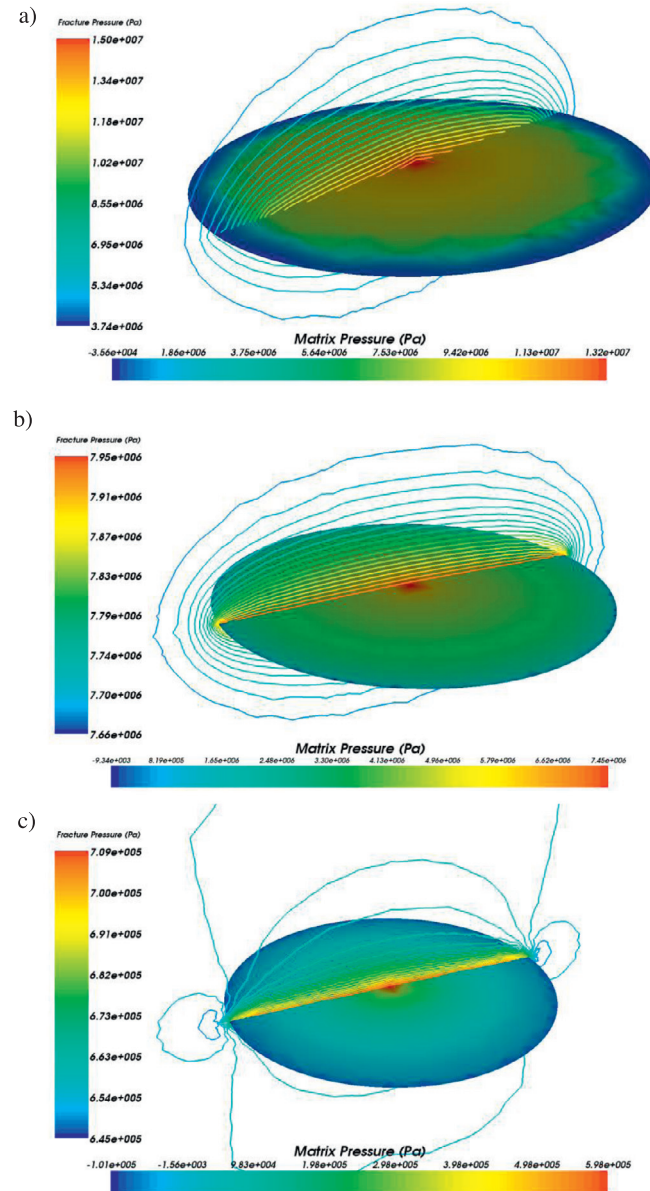 a)
Fracture Pressure (Pa)
1.50e+007
1.34e+007
1.18e+007
1.02e+007
8.55e+006
6.95e+006
5.34e+006
3.74e+006
Matrix Pressure (Pa)
-3.56e+004 1.86e+006 3.75e+006 5.64e+006 7.53e+006 9.42e+006 1.13e+007 1.32e+007
b)
Fracture Pressure (Pa)
7.95e+006
7.91e+006
7.87e+006
7.83e+006
7.79e+006
7.74e+006
7.70e+006
7.66e+006
Matrix Pressure (Pa)
-9.34e+003 8.19e+005 1.65e+006 2.48e+006 3.30e+006 4.13e+006 4.96e+006 5.79e+006 6.62e+006 7.45e+006
c)
Fracture Pressure (Pa)
7.09e+005
7.00e+005
6.91e+005
6.82e+005
6.73e+005
6.63e+005
6.54e+005
6.45e+005
Matrix Pressure (Pa)
-1.01e+005 -1.56e+003 9.83e+004 1.98e+005 2.98e+005 3.98e+005 4.98e+005 5.98e+005